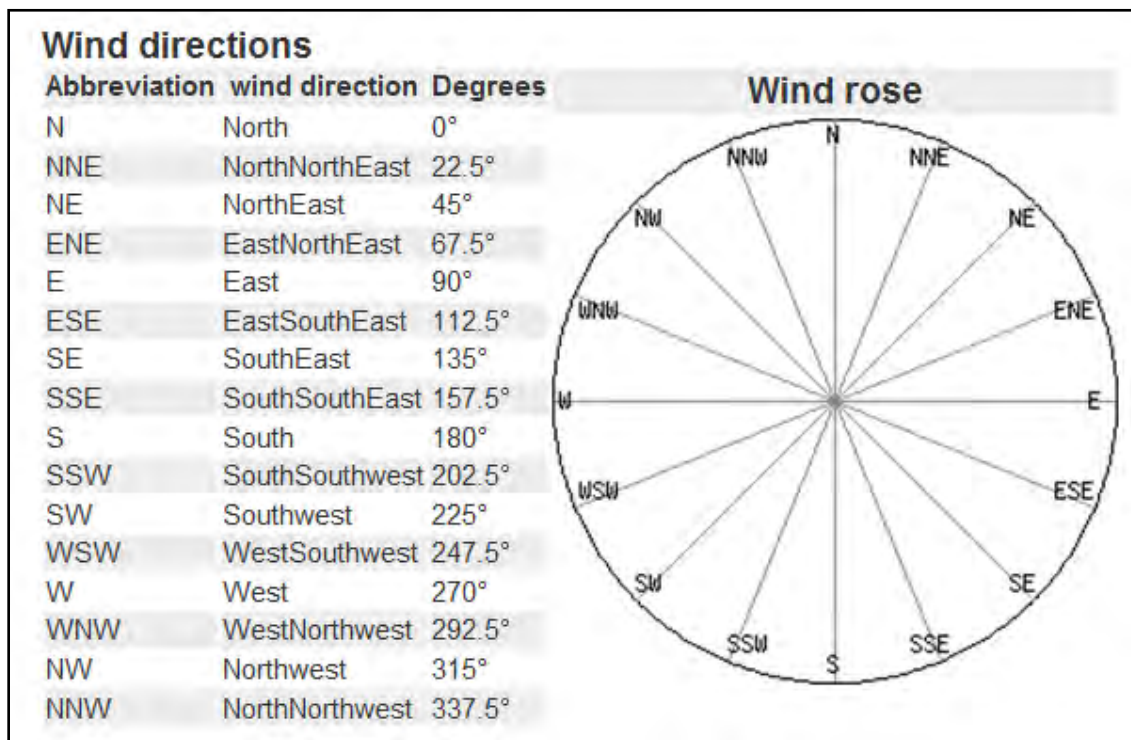 Wind directions
Abbreviation wind direction Degrees
N North 0°
NNE NorthNorthEast 22.5°
NE NorthEast 45°
ENE EastNorthEast 67.5°
E East 90°
ESE EastSouthEast 112.5°
SE SouthEast 135°
SSE SouthSouthEast 157.5°
S South 180°
SSW SouthSouthwest 202.5°
SW Southwest 225°
WSW WestSouthwest 247.5°
W West 270°
WNW WestNorthwest 292.5°
NW Northwest 315°
NNW NorthNorthwest 337.5°
Wind rose
N
NNW NNE
NW NE
WNW ENE
W E
WSW ESE
SW SE
SSW SSE
S